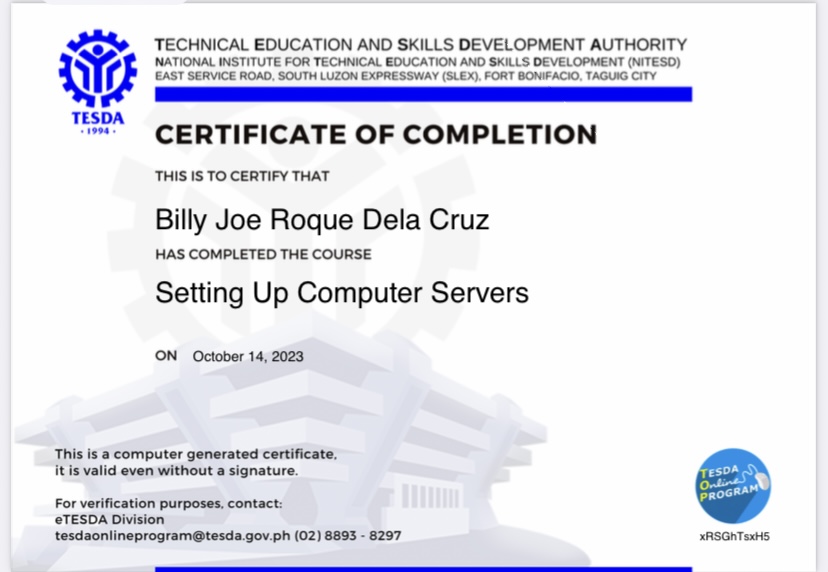 TECHNICAL EDUCATION AND SKILLS DEVELOPMENT AUTHORITY
NATIONAL INSTITUTE FOR TECHNICAL EDUCATION AND SKILLS DEVELOPMENT (NITESD)
EAST SERVICE ROAD, SOUTH LUZON EXPRESSWAY (SLEX), FORT BONIFACIO, TAGUIG CITY
TESDA
· 1994 ·
CERTIFICATE OF COMPLETION
THIS IS TO CERTIFY THAT
Billy Joe Roque Dela Cruz
HAS COMPLETED THE COURSE
Setting Up Computer Servers
ON October 14, 2023
This is a computer generated certificate,
it is valid even without a signature.
For verification purposes, contact:
eTESDA Division
tesdaonlineprogram@tesda.gov.ph (02) 8893 - 8297
TESDA
Online
PROGRAM
xRSGhTsxH5